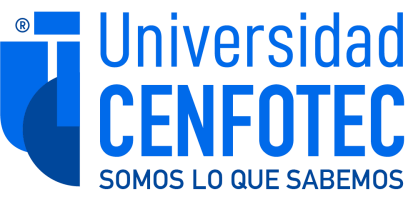 ®
Universidad
CENFOTEC
SOMOS LO QUE SABEMOS